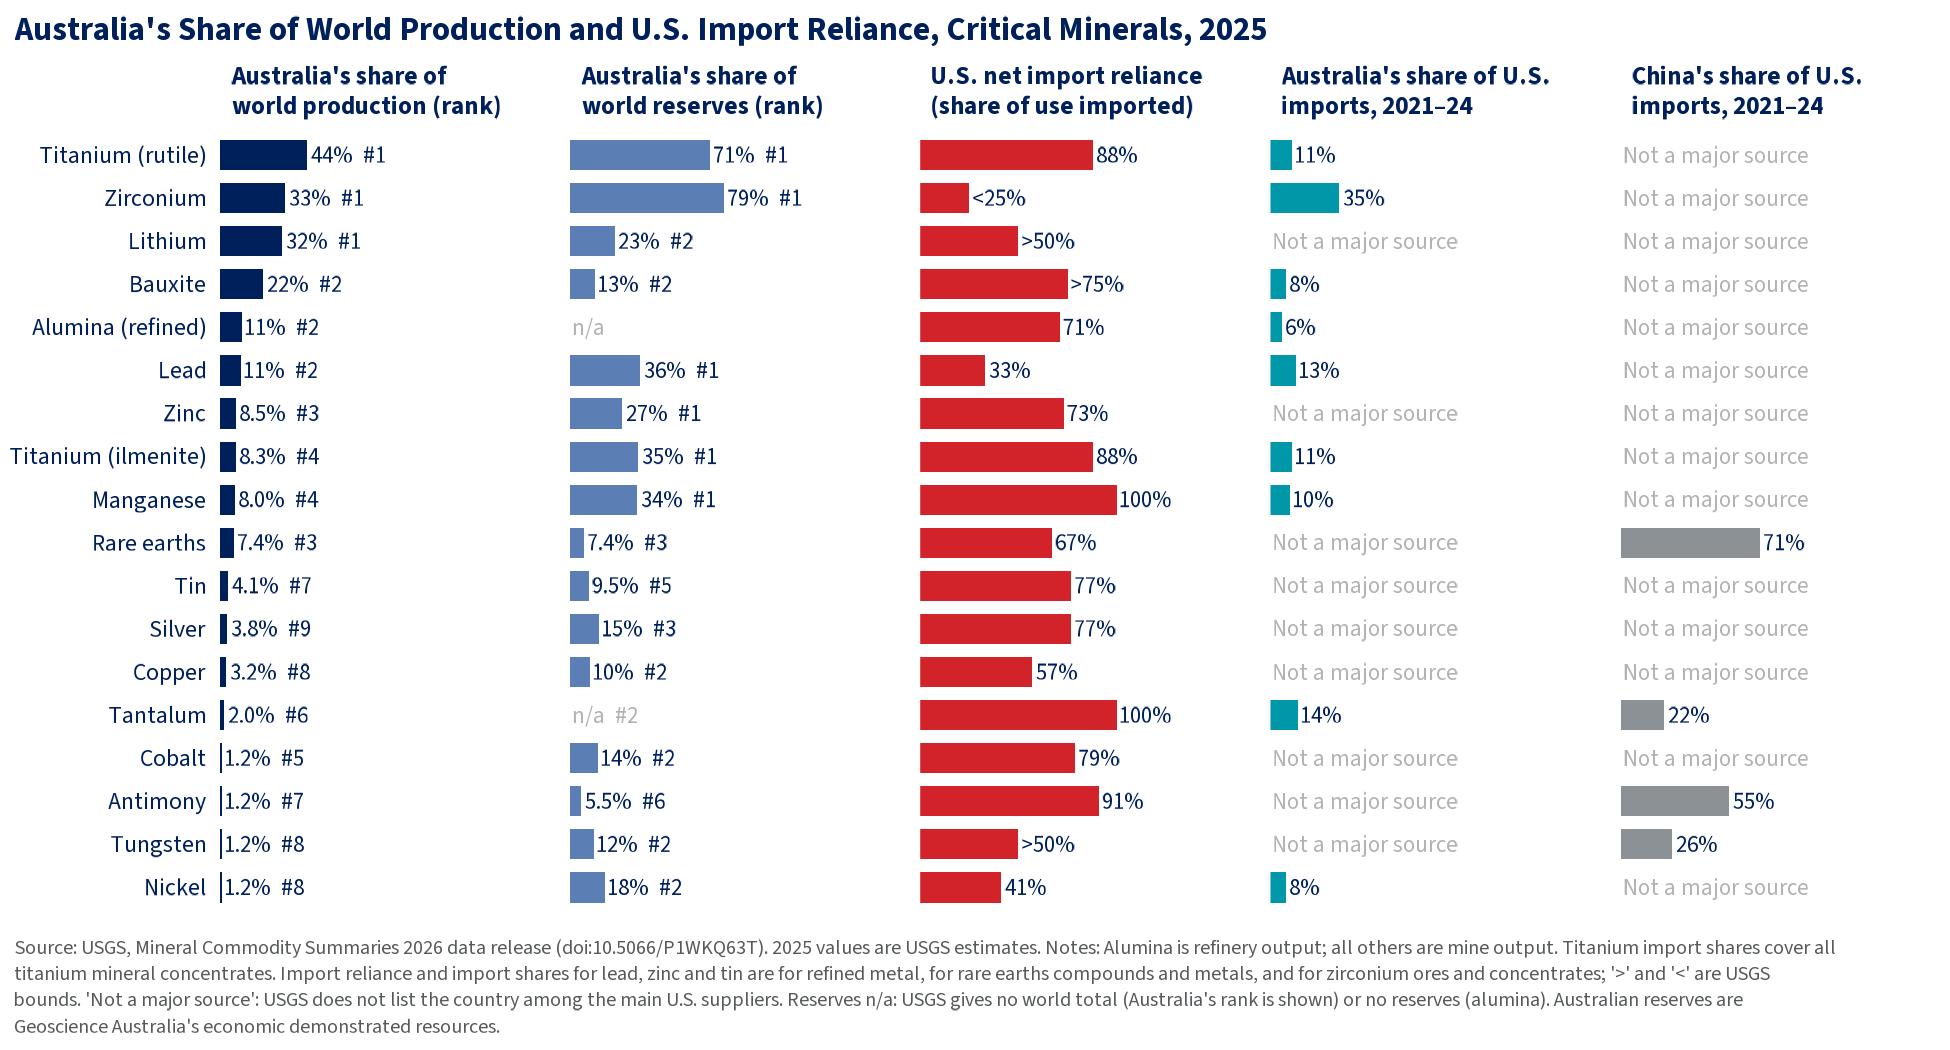 Australia's Share of World Production and U.S. Import Reliance, Critical Minerals, 2025
Australia's share of world production (rank)
Australia's share of world reserves (rank)
U.S. net import reliance (share of use imported)
Australia's share of U.S. imports, 2021–24
China's share of U.S. imports, 2021–24
Titanium (rutile) 44% #1 71% #1 88% 11% Not a major source
Zirconium 33% #1 79% #1 <25% 35% Not a major source
Lithium 32% #1 23% #2 >50% Not a major source Not a major source
Bauxite 22% #2 13% #2 >75% 8% Not a major source
Alumina (refined) 11% #2 n/a 71% 6% Not a major source
Lead 11% #2 36% #1 33% 13% Not a major source
Zinc 8.5% #3 27% #1 73% Not a major source Not a major source
Titanium (ilmenite) 8.3% #4 35% #1 88% 11% Not a major source
Manganese 8.0% #4 34% #1 100% 10% Not a major source
Rare earths 7.4% #3 7.4% #3 67% Not a major source 71%
Tin 4.1% #7 9.5% #5 77% Not a major source Not a major source
Silver 3.8% #9 15% #3 77% Not a major source Not a major source
Copper 3.2% #8 10% #2 57% Not a major source Not a major source
Tantalum 2.0% #6 n/a #2 100% 14% 22%
Cobalt 1.2% #5 14% #2 79% Not a major source Not a major source
Antimony 1.2% #7 5.5% #6 91% Not a major source 55%
Tungsten 1.2% #8 12% #2 >50% Not a major source 26%
Nickel 1.2% #8 18% #2 41% 8% Not a major source
Source: USGS, Mineral Commodity Summaries 2026 data release (doi:10.5066/P1WKQ63T). 2025 values are USGS estimates. Notes: Alumina is refinery output; all others are mine output. Titanium import shares cover all
titanium mineral concentrates. Import reliance and import shares for lead, zinc and tin are for refined metal, for rare earths compounds and metals, and for zirconium ores and concentrates; '>' and '<' are USGS
bounds. 'Not a major source': USGS does not list the country among the main U.S. suppliers. Reserves n/a: USGS gives no world total (Australia's rank is shown) or no reserves (alumina). Australian reserves are
Geoscience Australia's economic demonstrated resources.